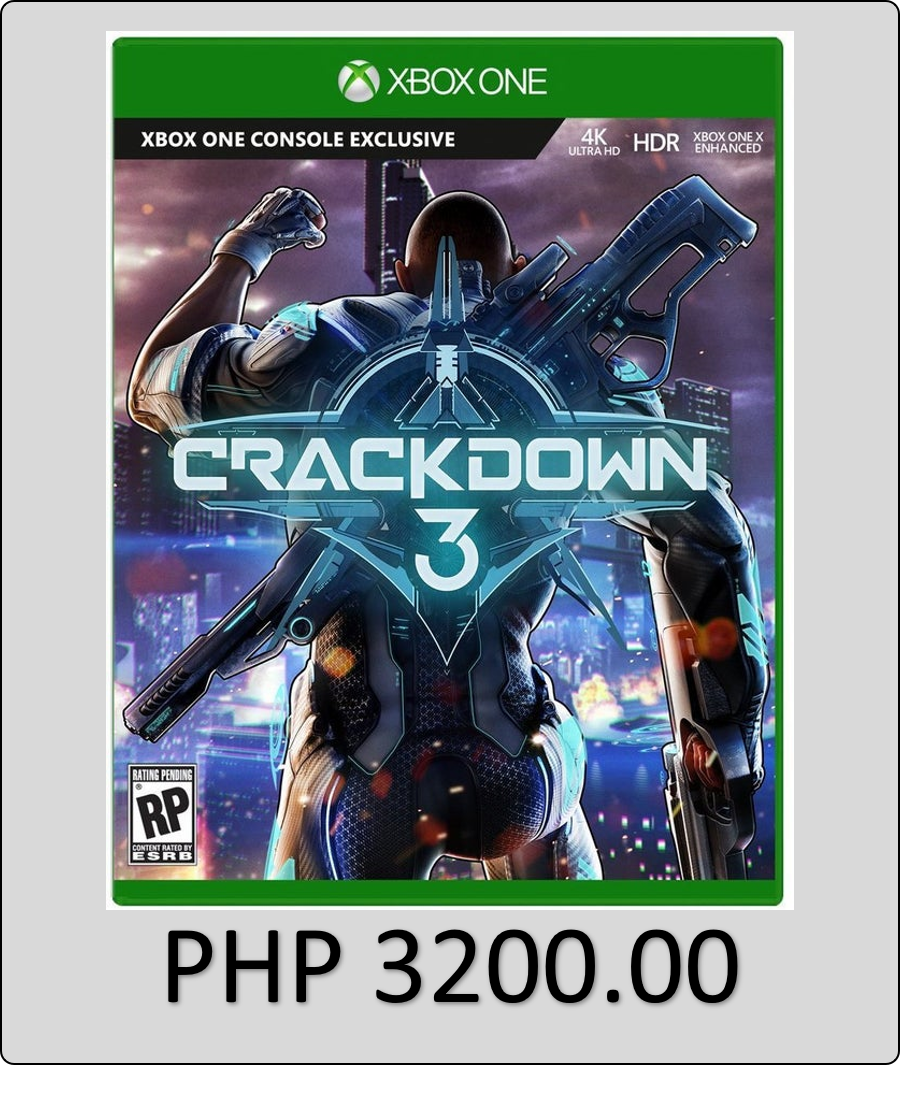 XBOX ONE
XBOX ONE CONSOLE EXCLUSIVE
4K
ULTRA HD
HDR
XBOX ONE X
ENHANCED
CRACKDOWN
3
RATING PENDING
RP
®
CONTENT RATED BY
ESRB
PHP 3200.00